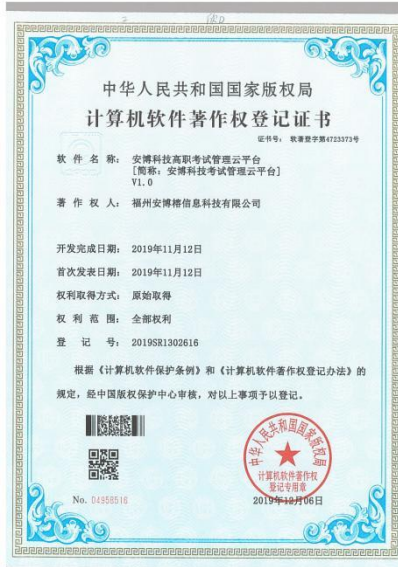 中华人民共和国国家版权局
计算机软件著作权登记证书
证书号： 软著登字第4723373号
软件名称： 安博科技高职考试管理云平台
[简称：安博科技考试管理云平台]
V1.0
著作权人： 福州安博榕信息科技有限公司
开发完成日期： 2019年11月12日
首次发表日期： 2019年11月12日
权利取得方式： 原始取得
权利范围： 全部权利
登记号： 2019SR1302616
根据《计算机软件保护条例》和《计算机软件著作权登记办法》的
规定，经中国版权保护中心审核，对以上事项予以登记。
中华人民共和国国家版权局
计算机软件著作权
登记专用章
No. 04958516
2019年12月06日